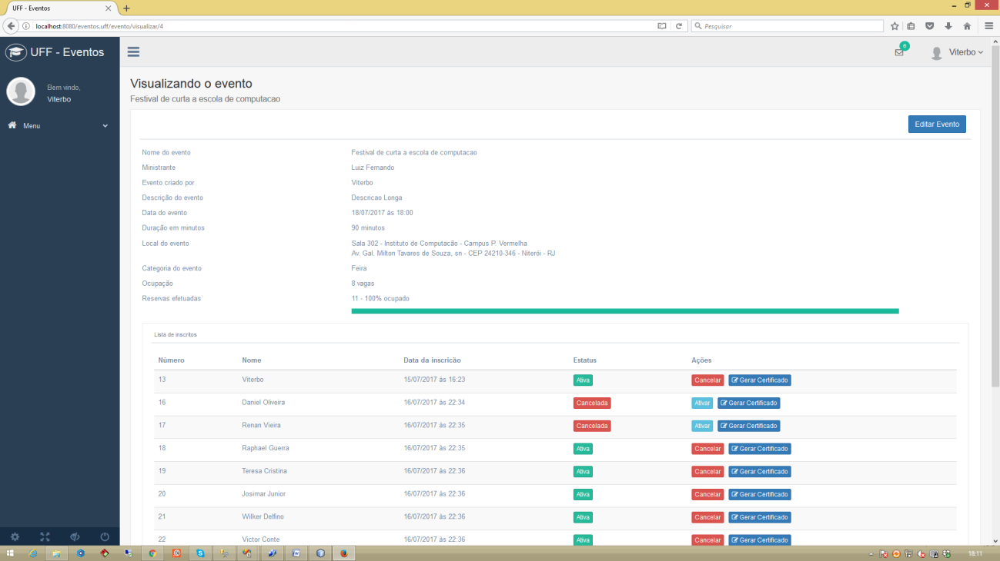 UFF - Eventos
localhost:8080/eventos.uff/evento/visualizar/4
Pesquisar
UFF - Eventos
6
Viterbo
Bem vindo,
Viterbo
Menu
Visualizando o evento
Festival de curta a escola de computacao
Editar Evento
Nome do evento Festival de curta a escola de computacao
Ministrante Luiz Fernando
Evento criado por Viterbo
Descrição do evento Descricao Longa
Data do evento 18/07/2017 às 18:00
Duração em minutos 90 minutos
Local do evento Sala 302 - Instituto de Computacão - Campus P. Vermelha
Av. Gal. Milton Tavares de Souza, sn - CEP 24210-346 - Niterói - RJ
Categoria do evento Feira
Ocupação 8 vagas
Reservas efetuadas 11 - 100% ocupado
Lista de inscritos
Número Nome Data da inscricão Estatus Ações
13 Viterbo 15/07/2017 às 16:23 Ativa Cancelar Gerar Certificado
16 Daniel Oliveira 16/07/2017 às 22:34 Cancelada Ativar Gerar Certificado
17 Renan Vieira 16/07/2017 às 22:35 Cancelada Ativar Gerar Certificado
18 Raphael Guerra 16/07/2017 às 22:35 Ativa Cancelar Gerar Certificado
19 Teresa Cristina 16/07/2017 às 22:36 Ativa Cancelar Gerar Certificado
20 Josimar Junior 16/07/2017 às 22:36 Ativa Cancelar Gerar Certificado
21 Wilker Delfino 16/07/2017 às 22:36 Ativa Cancelar Gerar Certificado
22 Victor Conte 16/07/2017 às 22:36 Ativa Cancelar Gerar Certificado
18:11